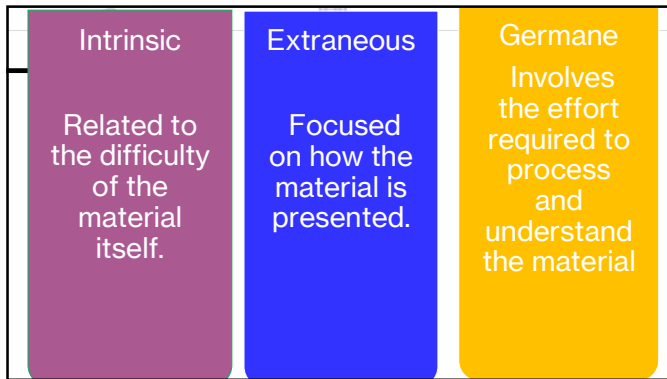 Intrinsic
Related to
the difficulty
of the
material
itself.
Extraneous
Focused
on how the
material is
presented.
Germane
Involves
the effort
required to
process
and
understand
the material